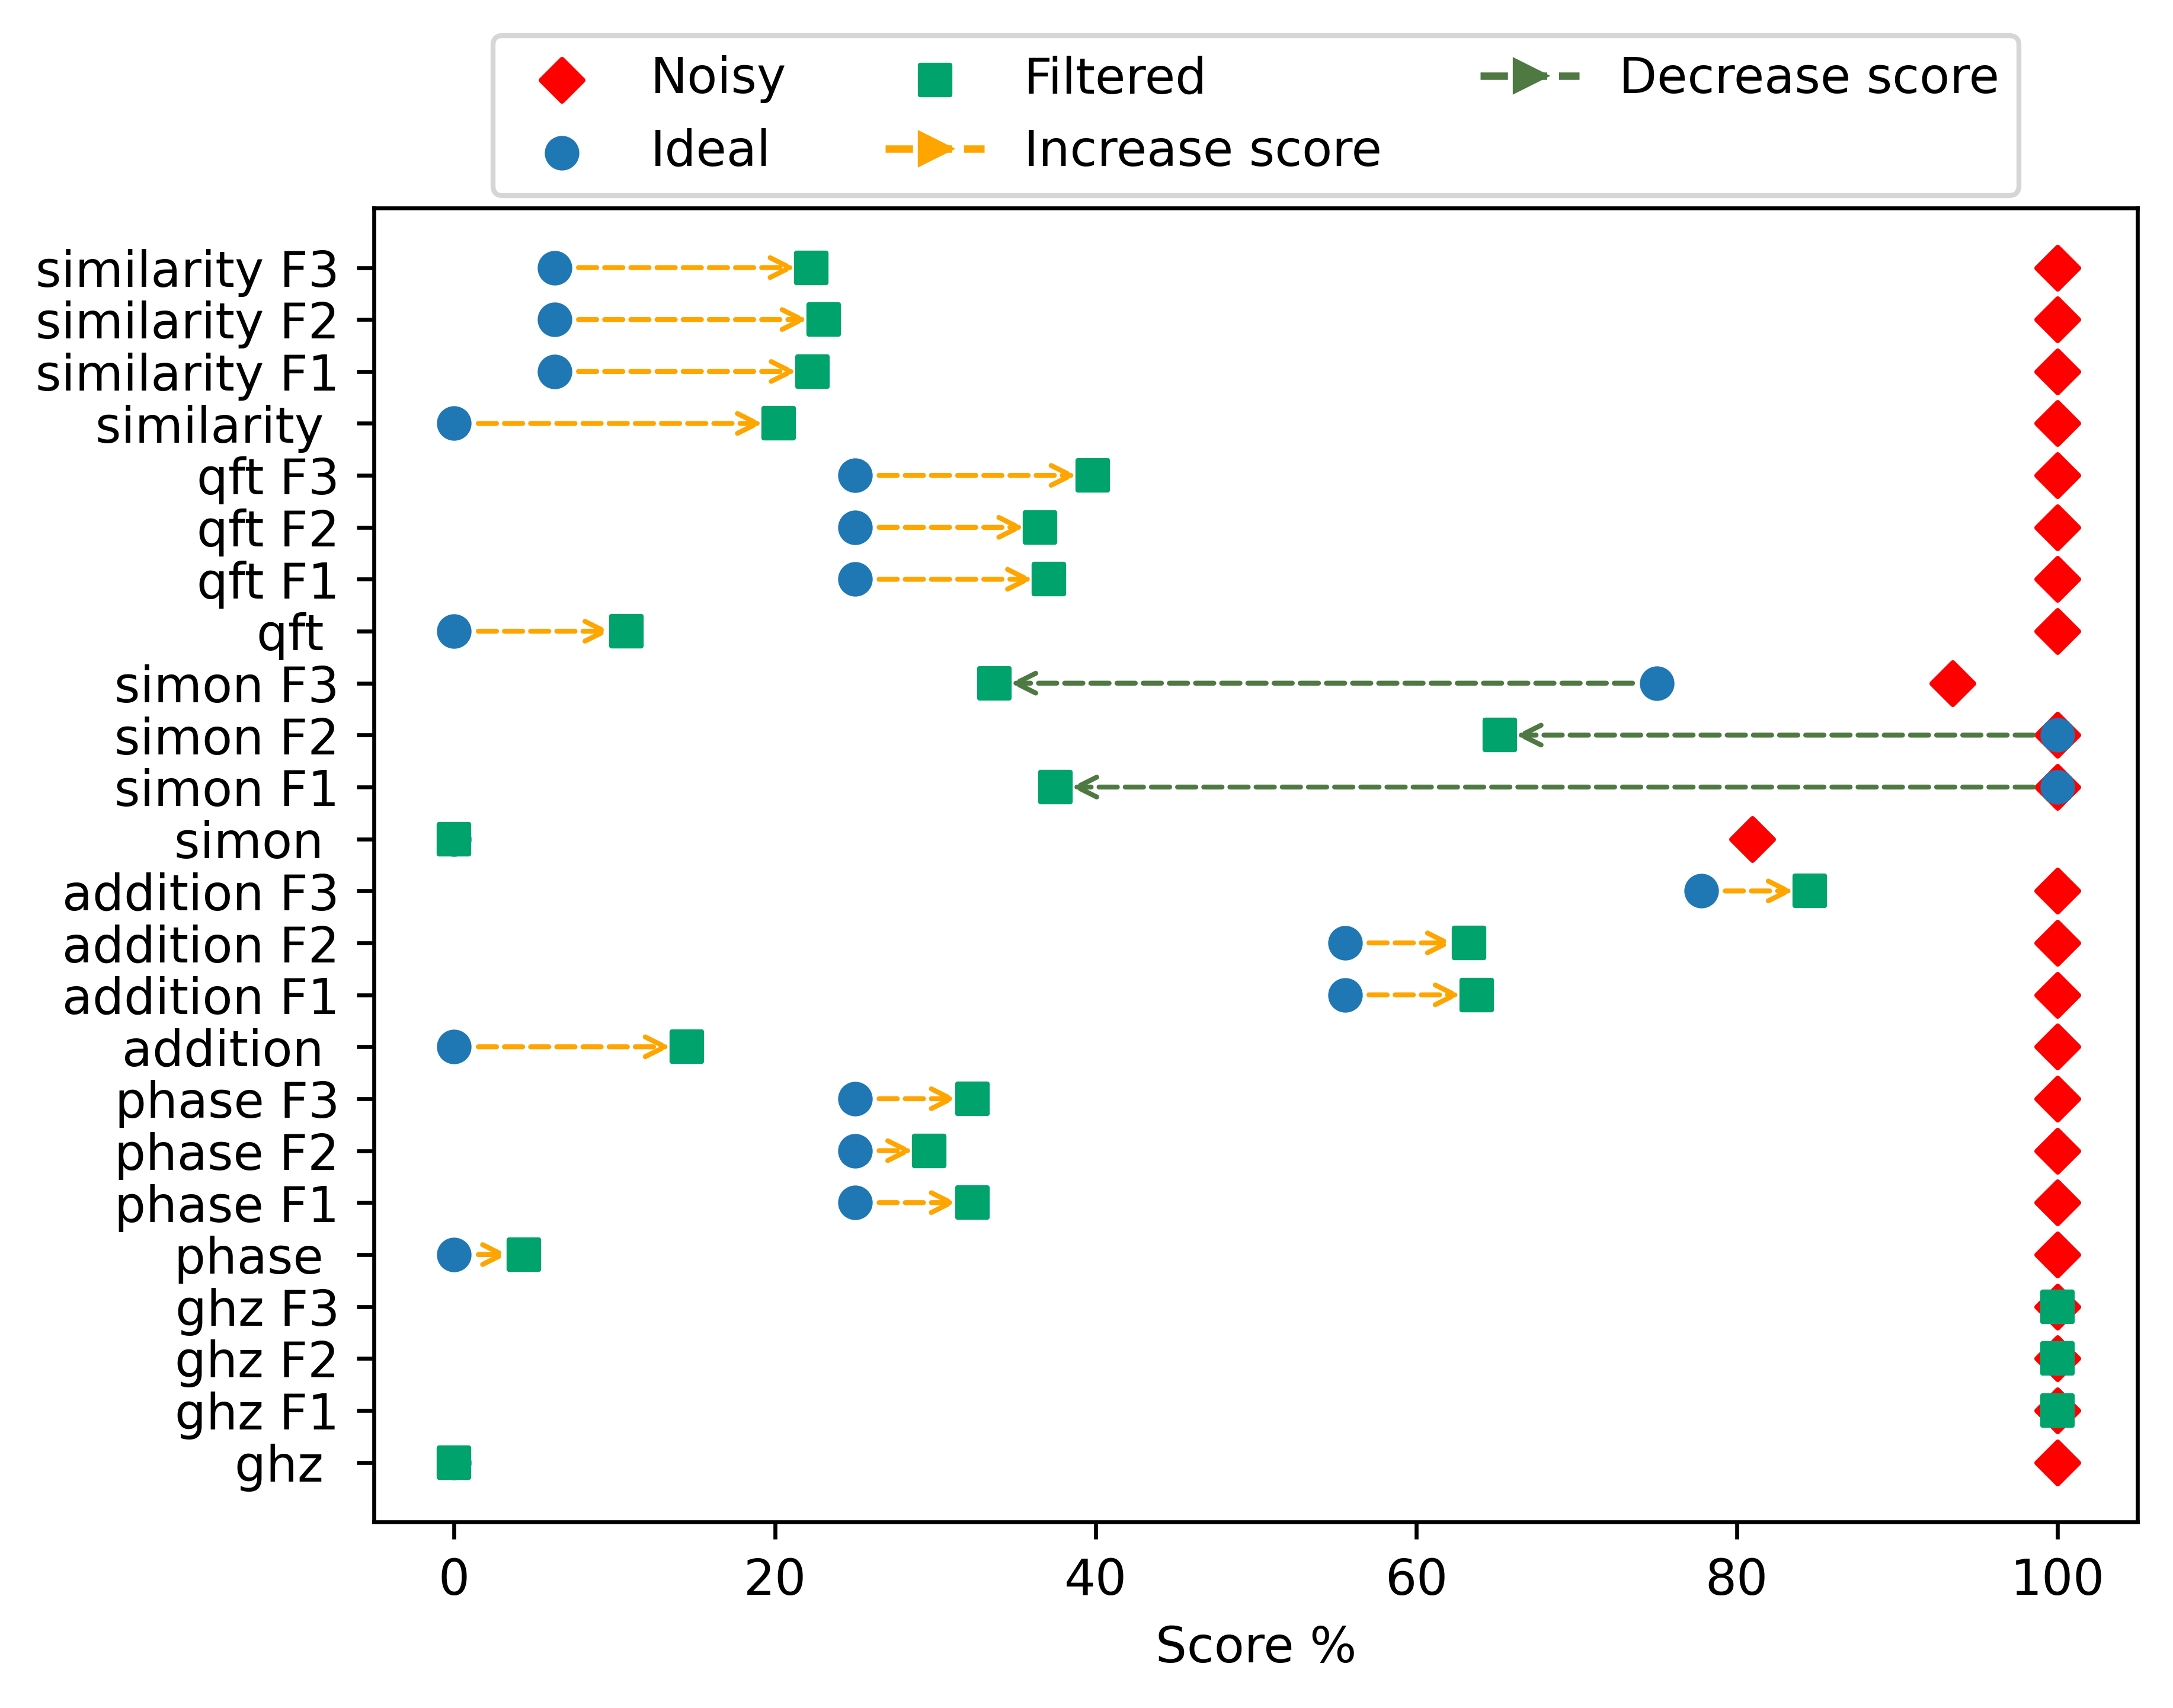 Noisy
Ideal
Filtered
Increase score
Decrease score
similarity F3
similarity F2
similarity F1
similarity
qft F3
qft F2
qft F1
qft
simon F3
simon F2
simon F1
simon
addition F3
addition F2
addition F1
addition
phase F3
phase F2
phase F1
phase
ghz F3
ghz F2
ghz F1
ghz
0 20 40 60 80 100
Score %